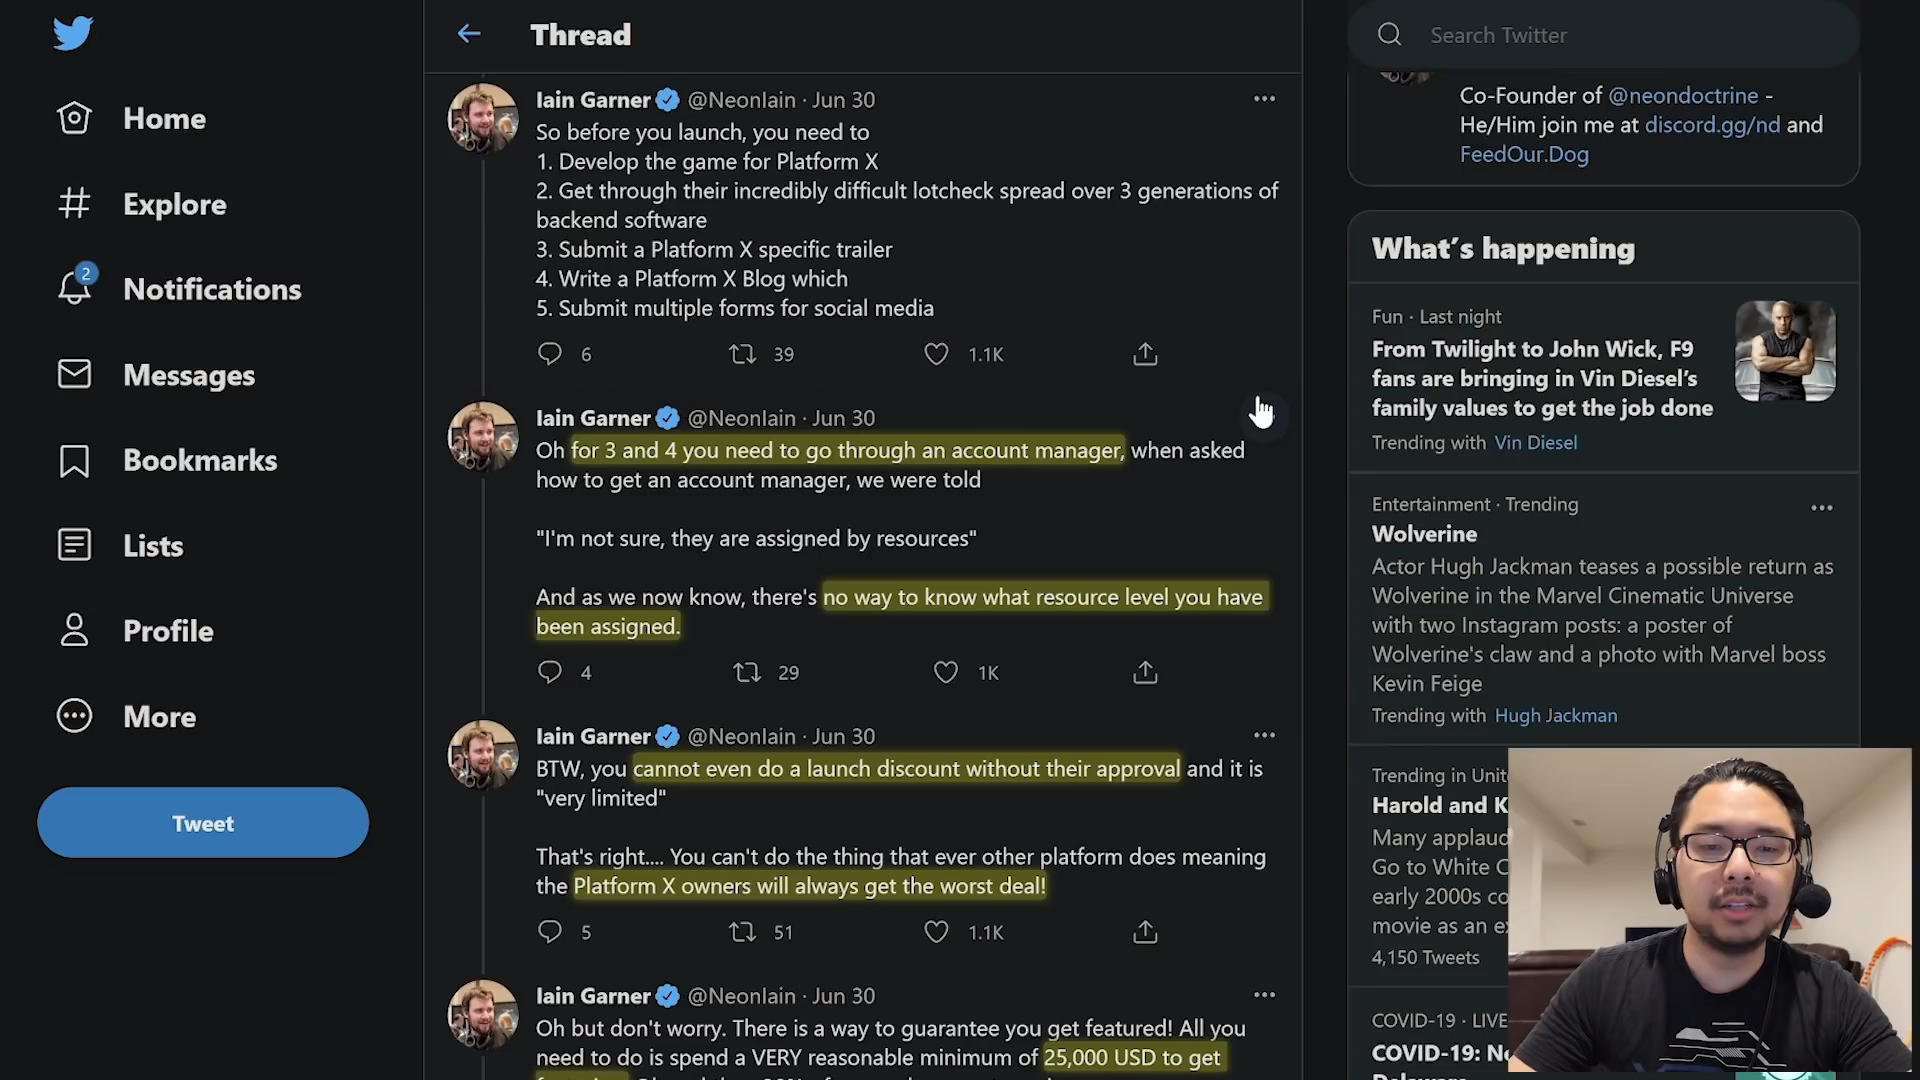 Home
Explore
2
Notifications
Messages
Bookmarks
Lists
Profile
More
Tweet
Thread
Iain Garner @NeonIain · Jun 30
So before you launch, you need to
1. Develop the game for Platform X
2. Get through their incredibly difficult lotcheck spread over 3 generations of
backend software
3. Submit a Platform X specific trailer
4. Write a Platform X Blog which
5. Submit multiple forms for social media
6 39 1.1K
Iain Garner @NeonIain · Jun 30
Oh for 3 and 4 you need to go through an account manager, when asked
how to get an account manager, we were told
"I'm not sure, they are assigned by resources"
And as we now know, there's no way to know what resource level you have
been assigned.
4 29 1K
Iain Garner @NeonIain · Jun 30
BTW, you cannot even do a launch discount without their approval and it is
"very limited"
That's right.... You can't do the thing that ever other platform does meaning
the Platform X owners will always get the worst deal!
5 51 1.1K
Iain Garner @NeonIain · Jun 30
Oh but don't worry. There is a way to guarantee you get featured! All you
need to do is spend a VERY reasonable minimum of 25,000 USD to get
Search Twitter
Co-Founder of @neondoctrine -
He/Him join me at discord.gg/nd and
FeedOur.Dog
What's happening
Fun · Last night
From Twilight to John Wick, F9
fans are bringing in Vin Diesel's
family values to get the job done
Trending with Vin Diesel
Entertainment · Trending
Wolverine
Actor Hugh Jackman teases a possible return as
Wolverine in the Marvel Cinematic Universe
with two Instagram posts: a poster of
Wolverine's claw and a photo with Marvel boss
Kevin Feige
Trending with Hugh Jackman
Trending in Unit
Harold and K
Many applaud
Go to White C
early 2000s co
movie as an e
4,150 Tweets
COVID-19 · LIVE
COVID-19: Ne